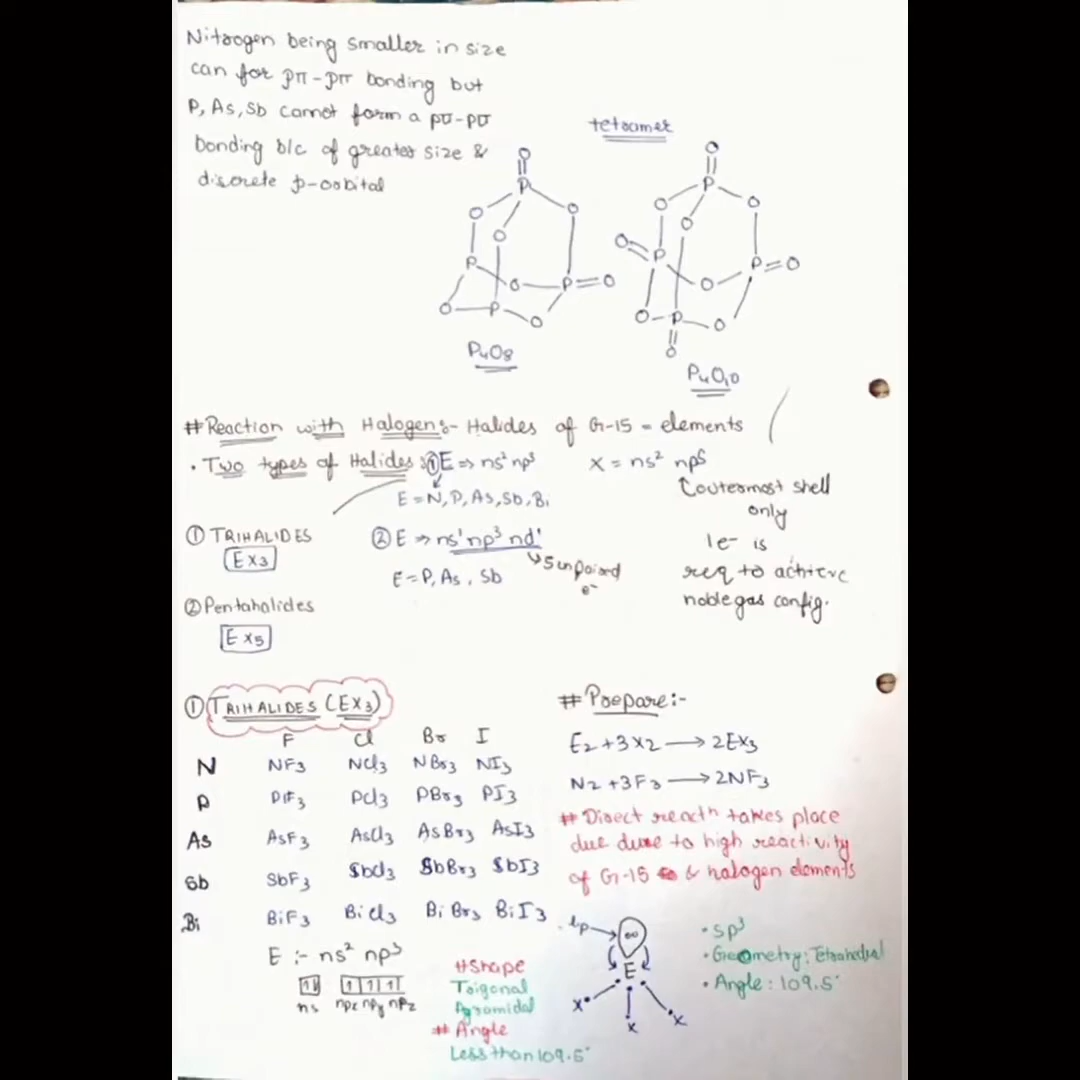 Nitrogen being smaller in size
can for pπ-pπ bonding but
P, As, Sb cannot form a pπ-pπ
bonding b/c of greater size &
discrete p-orbital
tetramer
O
P
O O
O
P
O P=O
O P O
P4O8
O
P
O O
O
O=P P=O
O
O-P O
O
P4O10
#Reaction with Halogens:- Halides of Gr-15 - elements
• Two types of Halides :① E ⇒ ns² np³ X = ns² np⁵
E = N, P, As, Sb, Bi
outermost shell
only
① TRIHALIDES
EX3
② E ⇒ ns¹ np³ nd¹
5 unpaired
e⁻
E = P, As, Sb
1e⁻ is
req to achieve
noble gas config.
② Pentahalides
EX5
① TRIHALIDES (EX3)
F Cl Br I
N NF3 NCl3 NBr3 NI3
P PF3 PCl3 PBr3 PI3
As AsF3 AsCl3 AsBr3 AsI3
Sb SbF3 SbCl3 SbBr3 SbI3
Bi BiF3 BiCl3 BiBr3 BiI3
E :- ns² np³
ns npx npy npz
#Shape
Trigonal
Pyramidal
# Angle
Less than 109.5°
# Prepare:-
E2 + 3X2 → 2EX3
N2 + 3F3 → 2NF3
# Direct reactn takes place
due to high reactivity
of Gr-15 & halogen elements
lp
E
X X X
• Sp³
• Geometry: Tetrahedral
• Angle: 109.5°